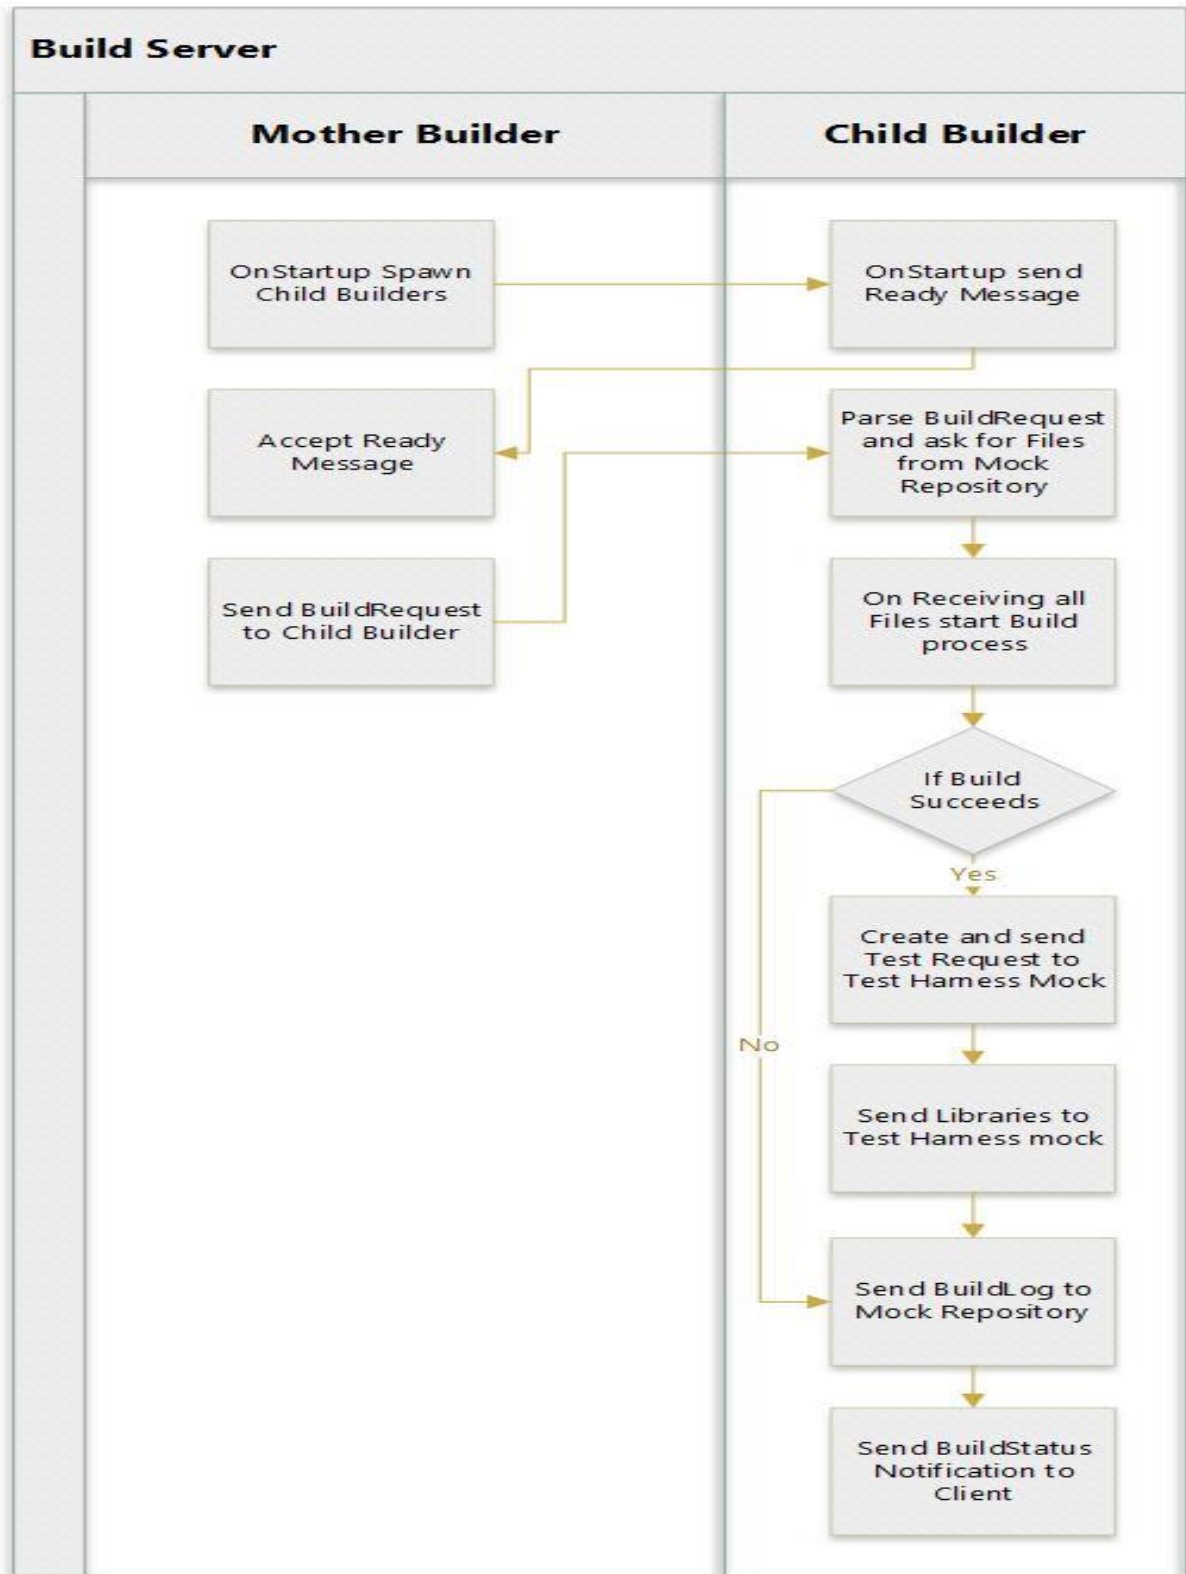 Build Server
Mother Builder
Child Builder
OnStartup Spawn
Child Builders
OnStartup send
Ready Message
Accept Ready
Message
Parse BuildRequest
and ask for Files
from Mock
Repository
Send BuildRequest
to Child Builder
On Receiving all
Files start Build
process
If Build
Succeeds
Yes
Create and send
Test Request to
Test Harness Mock
No
Send Libraries to
Test Harness mock
Send BuildLog to
Mock Repository
Send BuildStatus
Notification to
Client